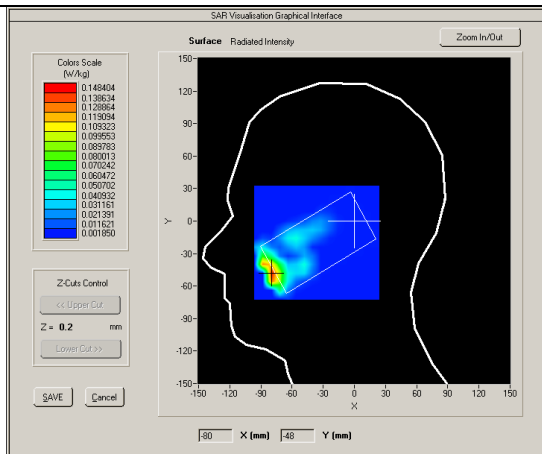 SAR Visualisation Graphical Interface
Surface Radiated Intensity
Zoom In/Out
Colors Scale
(W/kg)
0.148404
0.138634
0.128864
0.119094
0.109323
0.099553
0.089783
0.080013
0.070242
0.060472
0.050702
0.040932
0.031161
0.021391
0.011621
0.001850
Z-Cuts Control
<< Upper Cut
Z = 0.2 mm
Lower Cut >>
SAVE Cancel
150-
120-
90-
60-
30-
0-
-30-
-60-
-90-
-120-
-150-
Y
-150 -120 -90 -60 -30 0 30 60 90 120 150
X
-80 X (mm) -48 Y (mm)